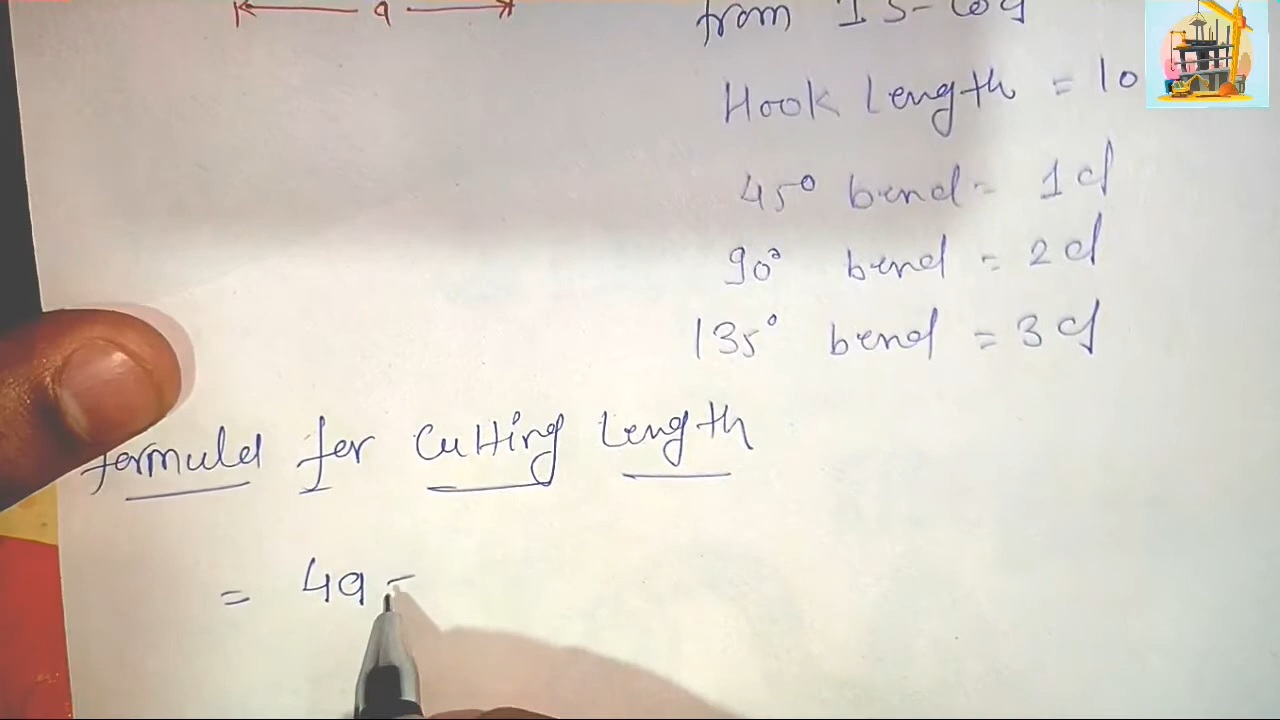 a
from IS-
Hook Length = 10
45° bend = 1d
90° bend = 2d
135° bend = 3d
formula for Cutting Length
= 4a -